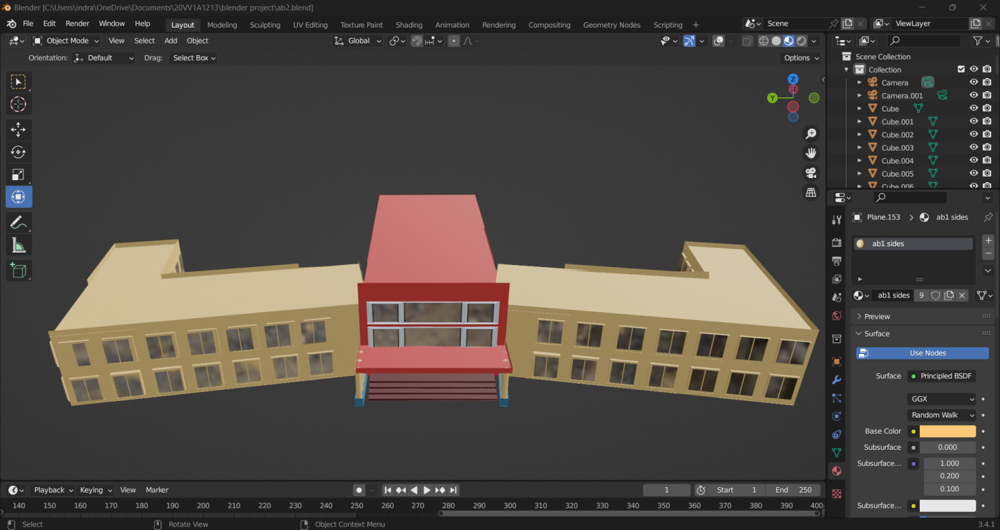 Blender [C:\Users\indra\OneDrive\Documents\20VV1A1213\blender project\ab2.blend]
File Edit Render Window Help Layout Modeling Sculpting UV Editing Texture Paint Shading Animation Rendering Compositing Geometry Nodes Scripting + Scene ViewLayer
Object Mode View Select Add Object Global
Orientation: Default Drag: Select Box Options
Scene Collection
Collection
Camera
Camera.001
Cube
Cube.001
Cube.002
Cube.003
Cube.004
Cube.005
Cube.006
Z
X
Y
Plane.153 > ab1 sides
ab1 sides
ab1 sides 9
Preview
Surface
Use Nodes
Surface Principled BSDF
GGX
Random Walk
Base Color
Subsurface 0.000
Subsurface... 1.000
0.200
0.100
Subsurface...
Playback Keying View Marker 1 Start 1 End 250
140 150 160 170 180 190 200 210 220 230 240 250 260 270 280 290 300 310 320 330 340 350 360 370 380 390 400
Select Rotate View Object Context Menu 3.4.1